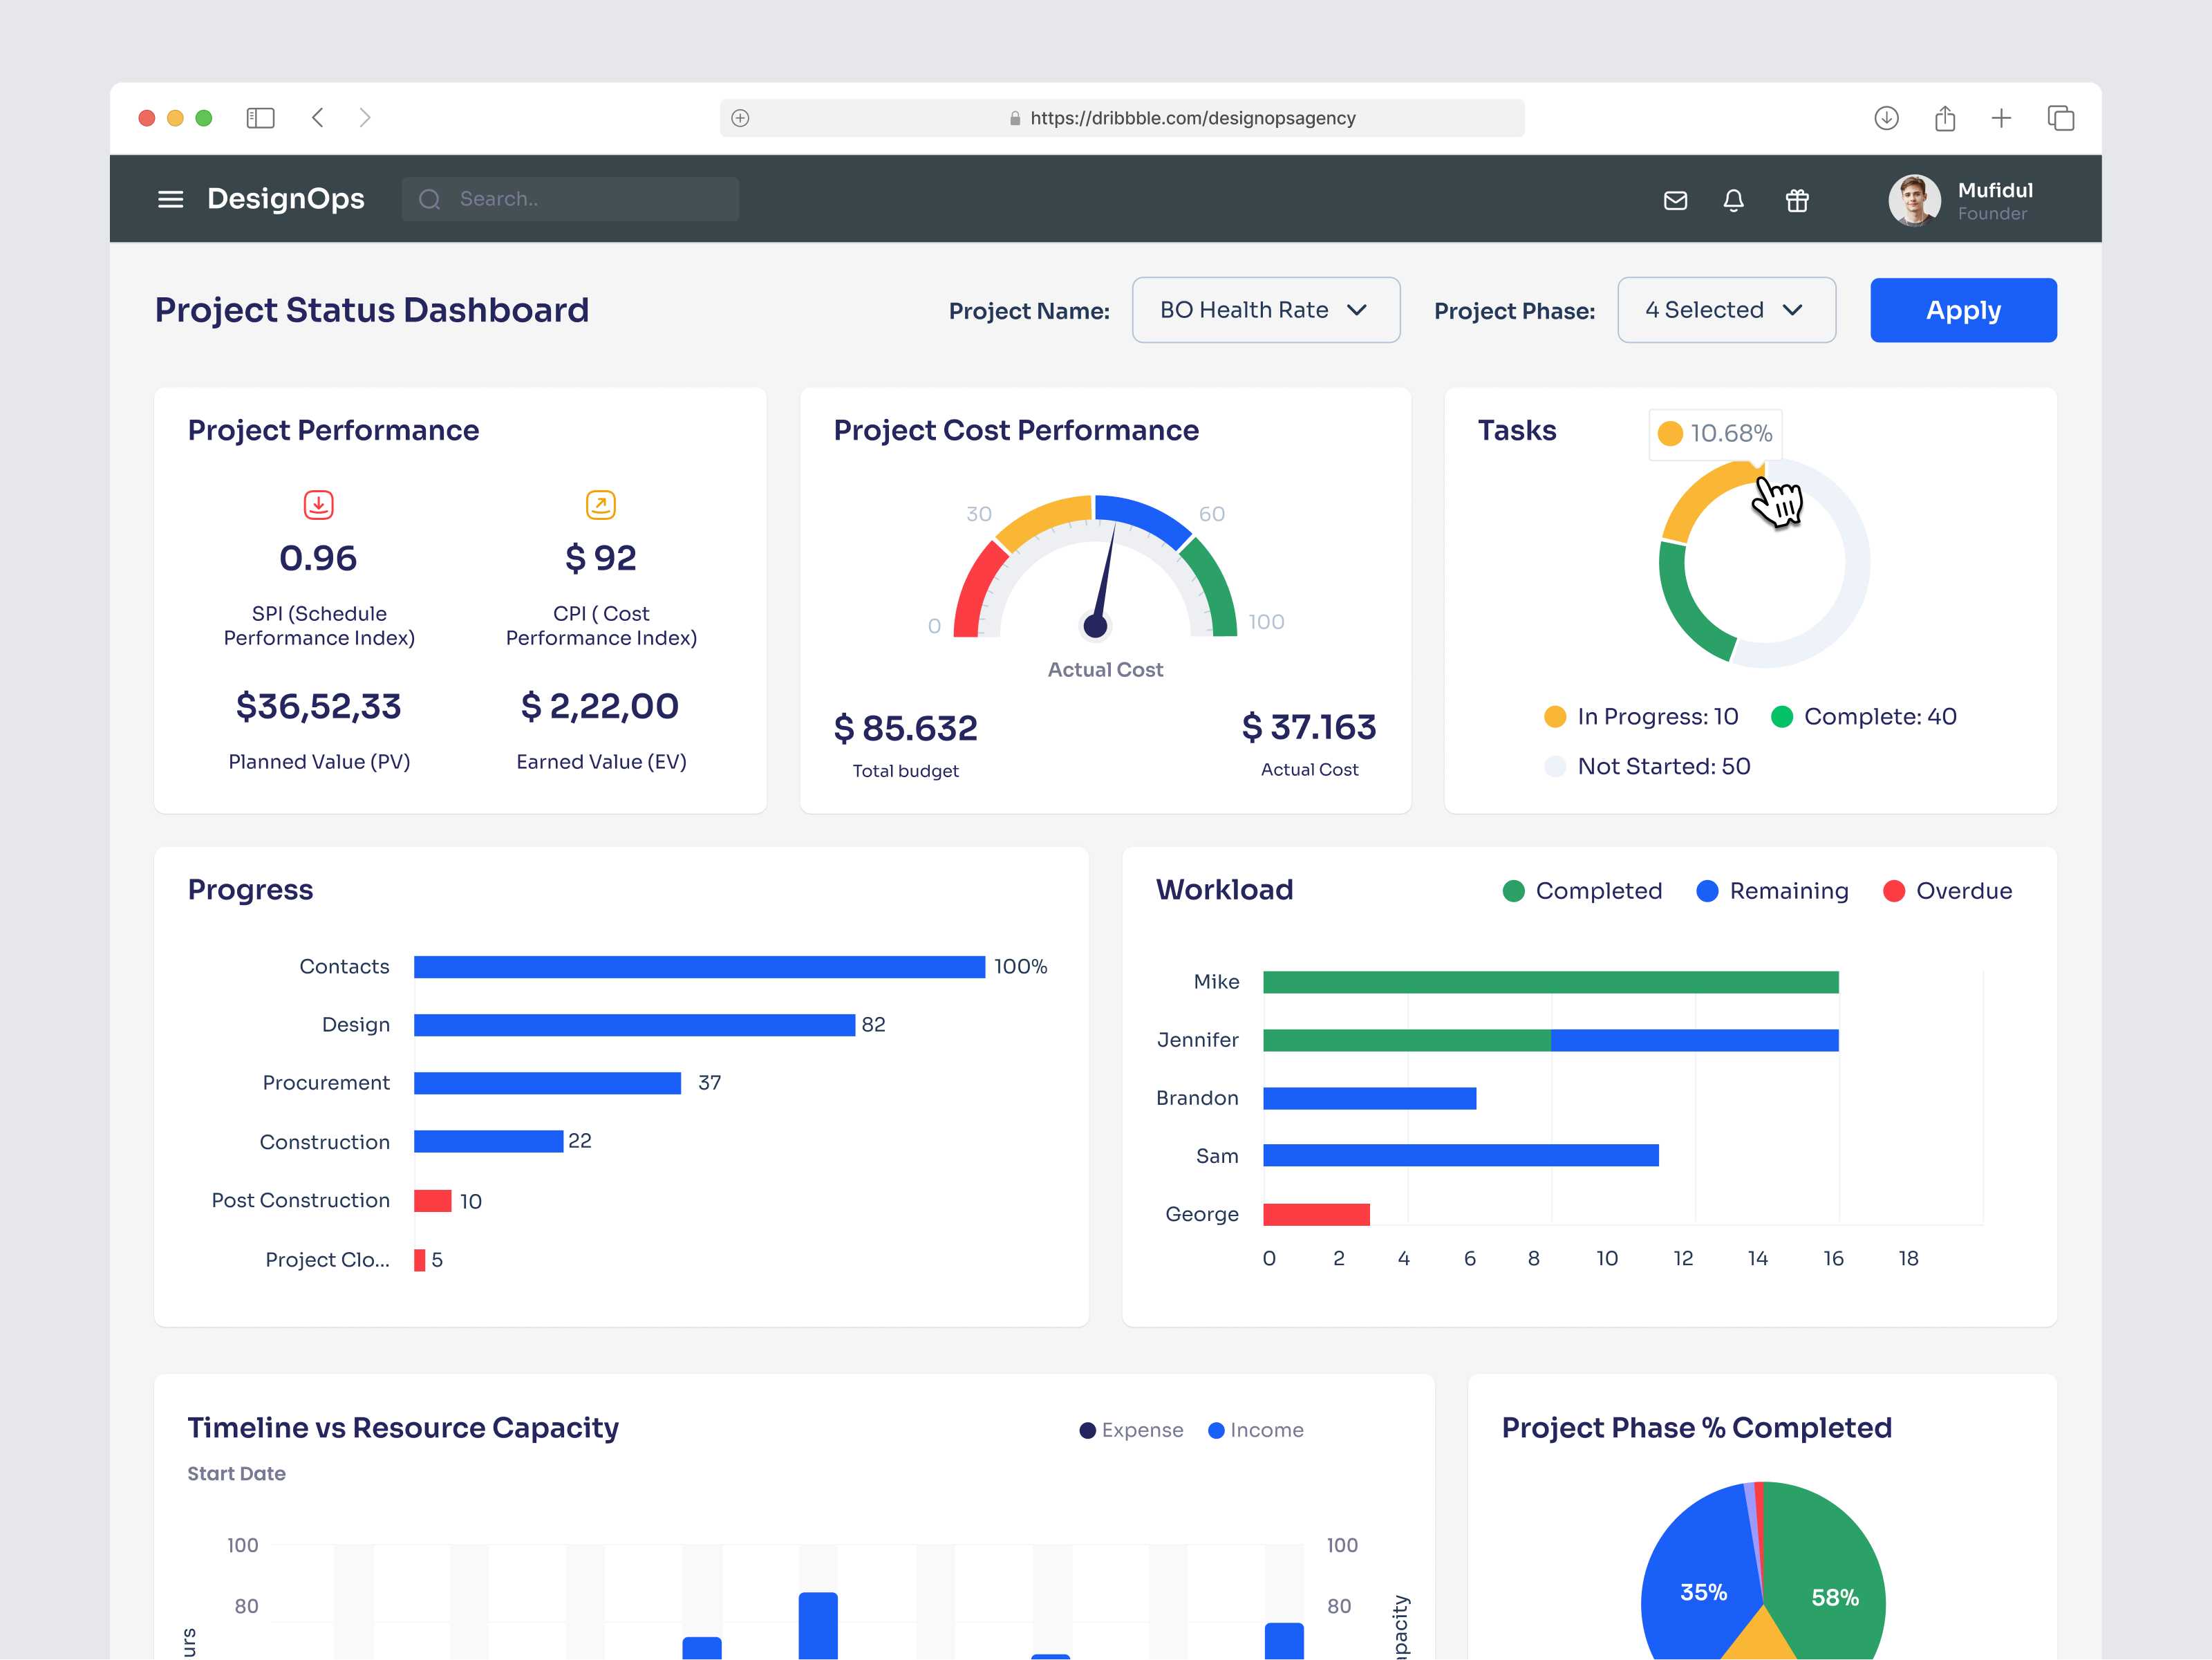 https://dribbble.com/designopsagency
DesignOps
Search..
Mufidul
Founder
Project Status Dashboard
Project Name:
BO Health Rate
Project Phase:
4 Selected
Apply
Project Performance
0.96
SPI (Schedule
Performance Index)
$ 92
CPI ( Cost
Performance Index)
$36,52,33
Planned Value (PV)
$ 2,22,00
Earned Value (EV)
Project Cost Performance
0
30
60
100
Actual Cost
$ 85.632
Total budget
$ 37.163
Actual Cost
Tasks
10.68%
In Progress: 10
Complete: 40
Not Started: 50
Progress
Contacts
100%
Design
82
Procurement
37
Construction
22
Post Construction
10
Project Clo...
5
Workload
Completed
Remaining
Overdue
Mike
Jennifer
Brandon
Sam
George
0 2 4 6 8 10 12 14 16 18
Timeline vs Resource Capacity
Expense
Income
Start Date
100
80
urs
100
80
apacity
Project Phase % Completed
35%
58%